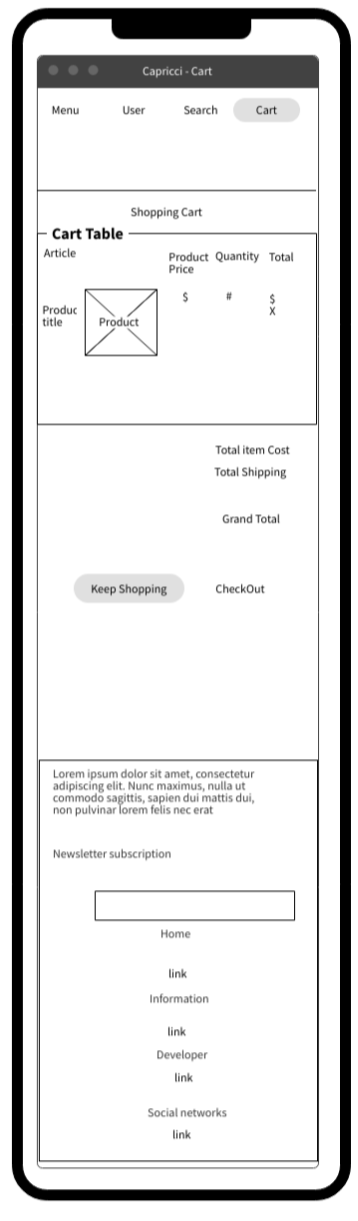 Capricci - Cart
Menu User Search Cart
Shopping Cart
Cart Table
Article Product Price Quantity Total
Produc title
Product
$ # $
X
Total item Cost
Total Shipping
Grand Total
Keep Shopping CheckOut
Lorem ipsum dolor sit amet, consectetur
adipiscing elit. Nunc maximus, nulla ut
commodo sagittis, sapien dui mattis dui,
non pulvinar lorem felis nec erat
Newsletter subscription
Home
link
Information
link
Developer
link
Social networks
link